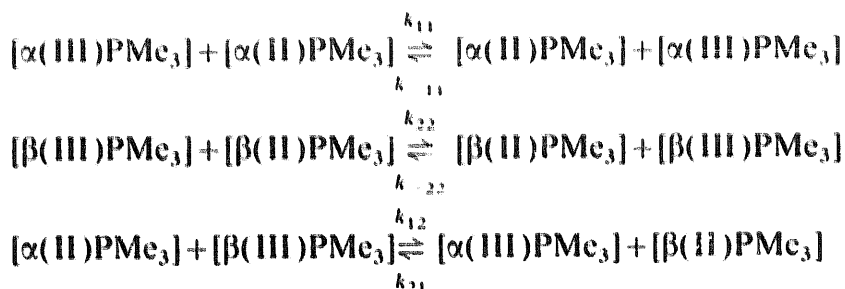 k₁₁
[α(III)PMe₃]+[α(II)PMe₃] ⇌ [α(II)PMe₃]+[α(III)PMe₃]
k₋₁₁
k₂₂
[β(III)PMe₃]+[β(II)PMe₃] ⇌ [β(II)PMe₃]+[β(III)PMe₃]
k₋₂₂
k₁₂
[α(II)PMe₃]+[β(III)PMe₃]⇌[α(III)PMe₃]+[β(II)PMe₃]
k₂₁